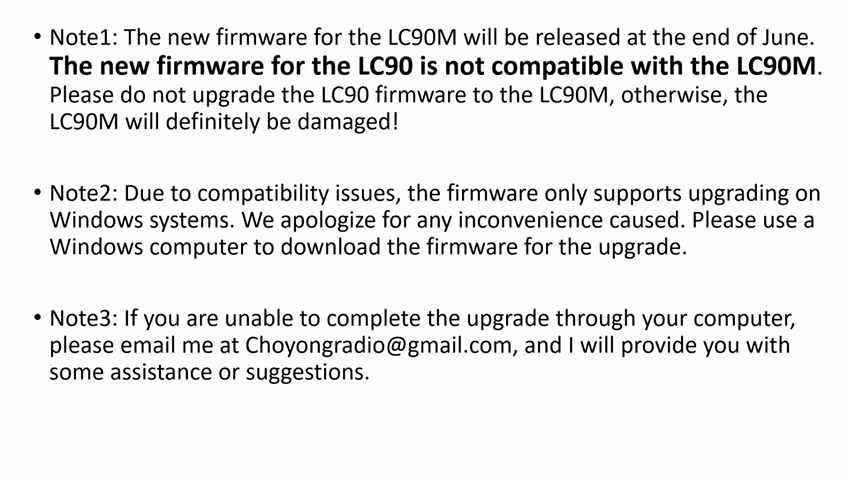 • Note1: The new firmware for the LC90M will be released at the end of June.
The new firmware for the LC90 is not compatible with the LC90M.
Please do not upgrade the LC90 firmware to the LC90M, otherwise, the
LC90M will definitely be damaged!
• Note2: Due to compatibility issues, the firmware only supports upgrading on
Windows systems. We apologize for any inconvenience caused. Please use a
Windows computer to download the firmware for the upgrade.
• Note3: If you are unable to complete the upgrade through your computer,
please email me at Choyongradio@gmail.com, and I will provide you with
some assistance or suggestions.